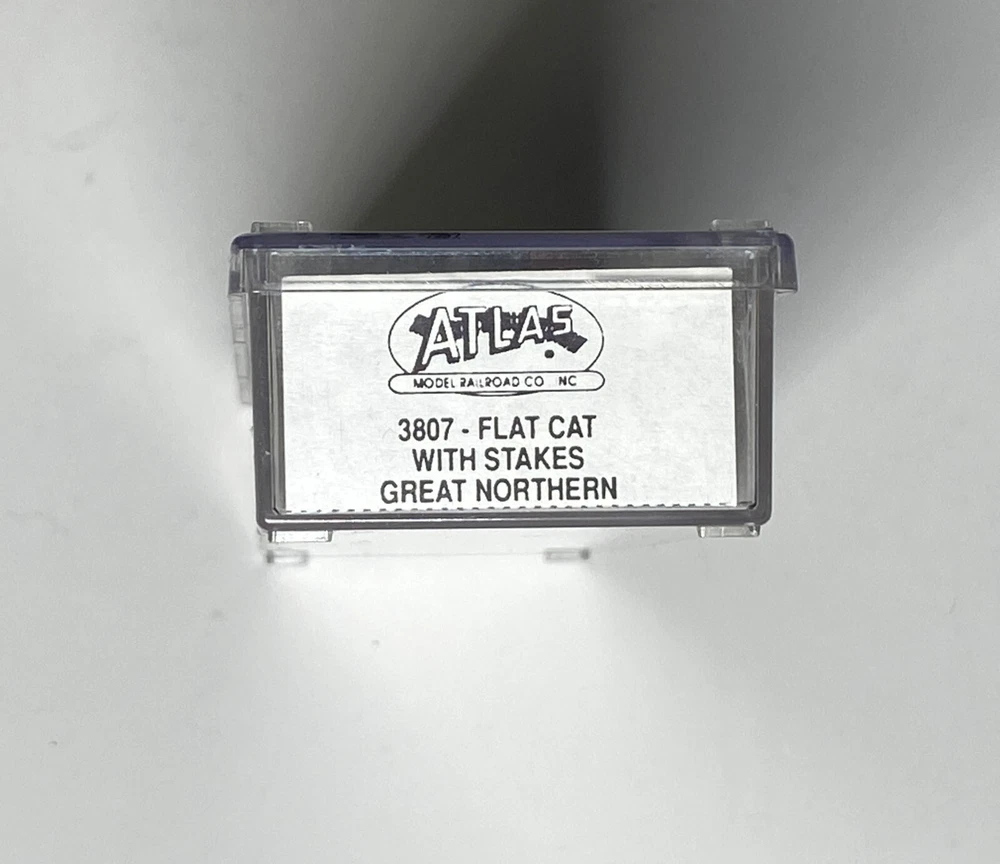 ATLAS
MODEL RAILROAD CO INC
3807 - FLAT CAT
WITH STAKES
GREAT NORTHERN